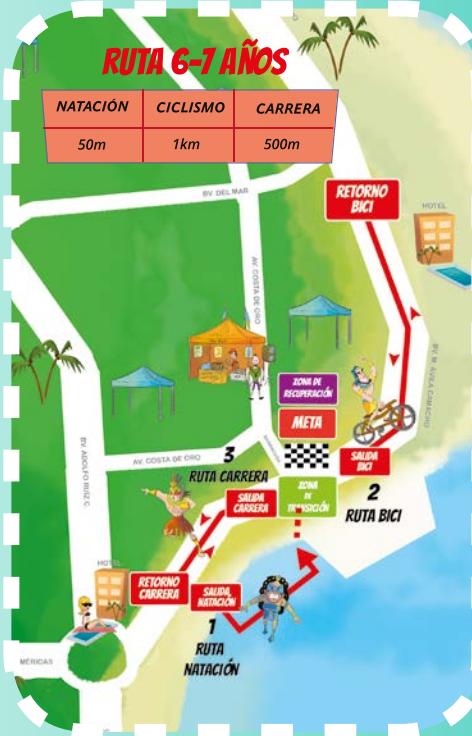 RUTA 6-7 AÑOS
NATACIÓN CICLISMO CARRERA
50m 1km 500m
BV. DEL MAR
RETORNO
BICI
HOTEL
AV. COSTA DE ORO
BV. M. AVILA CAMACHO
ZONA DE
RECUPERACIÓN
META
3
RUTA CARRERA
AV. COSTA DE ORO
SALIDA
BICI
BV. ADOLFO RUIZ C.
SALIDA
CARRERA
ZONA
DE
TRANSICIÓN
2
RUTA BICI
HOTEL
RETORNO
CARRERA
SALIDA
NATACIÓN
1
RUTA
NATACIÓN
MÉRICAS